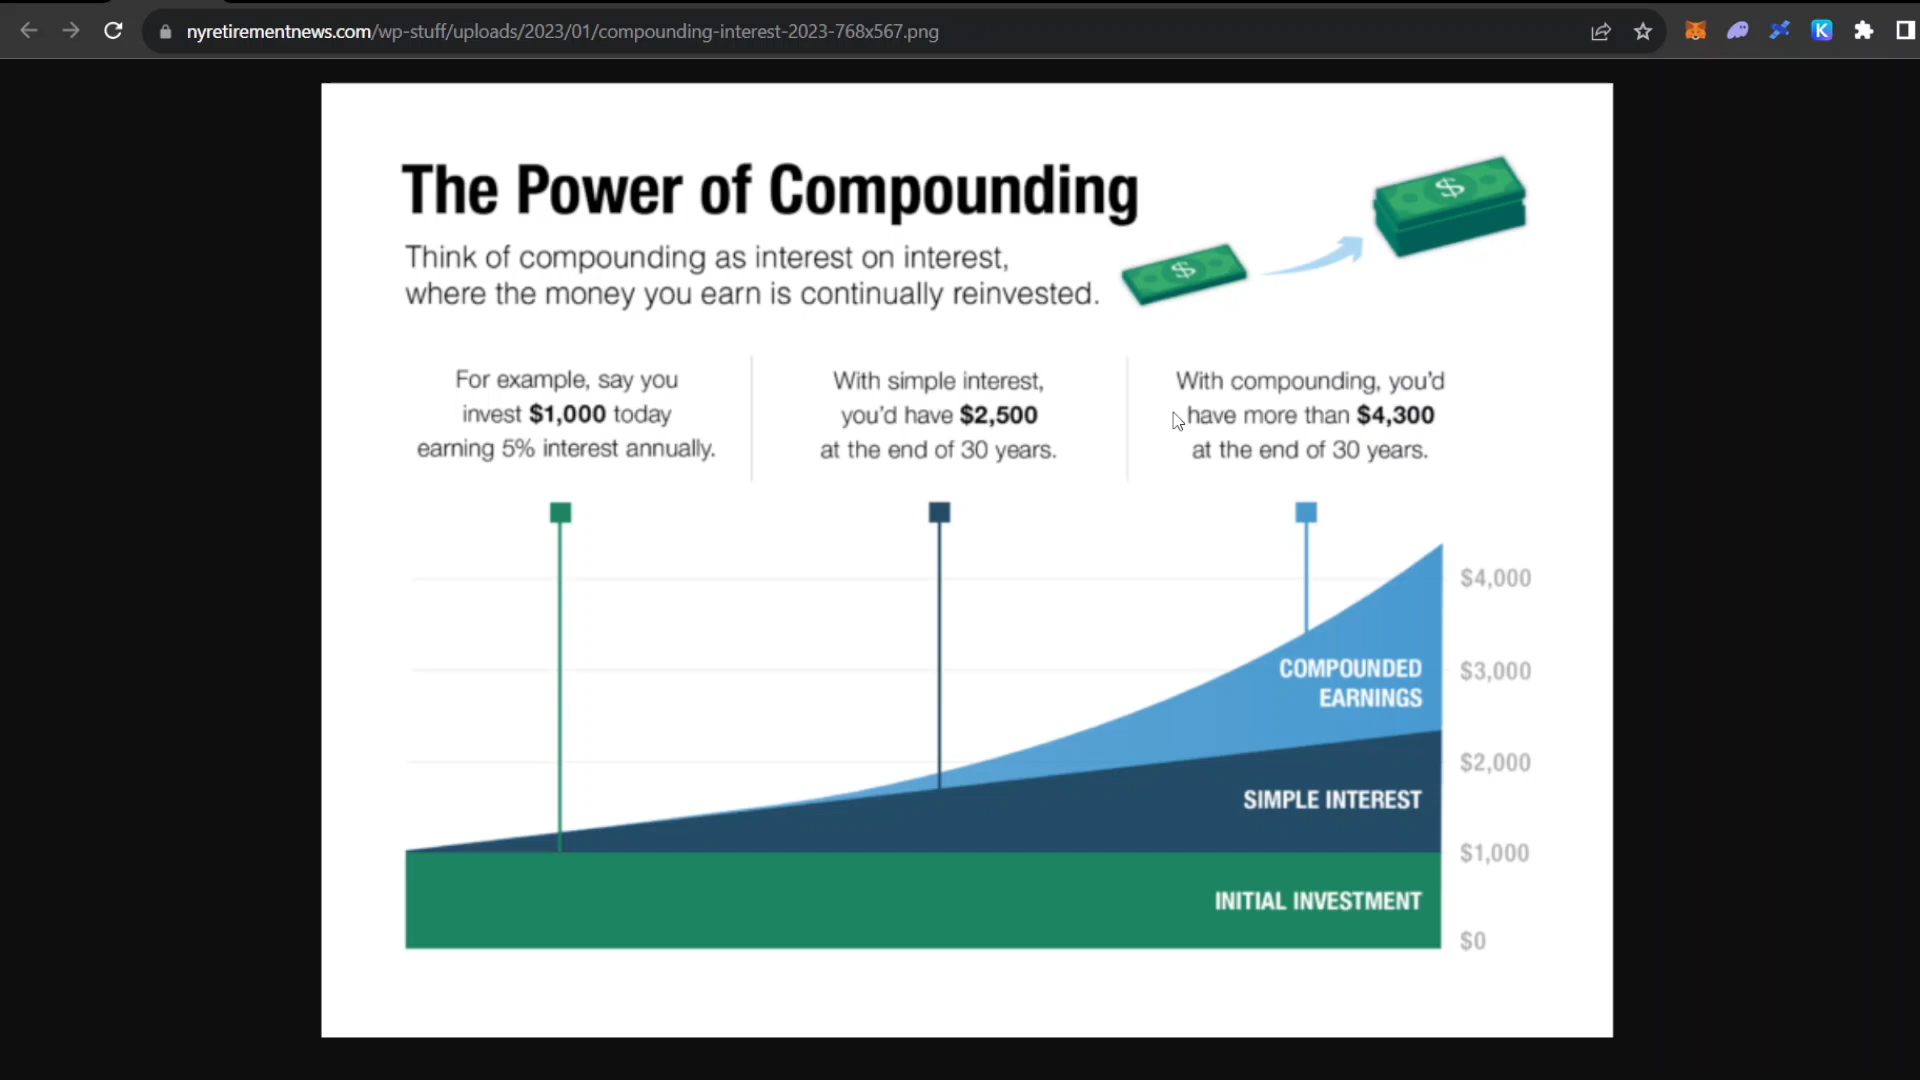 nyretirementnews.com/wp-stuff/uploads/2023/01/compounding-interest-2023-768x567.png
K
The Power of Compounding
$
Think of compounding as interest on interest,
where the money you earn is continually reinvested.
$
For example, say you
invest $1,000 today
earning 5% interest annually.
With simple interest,
you'd have $2,500
at the end of 30 years.
With compounding, you'd
have more than $4,300
at the end of 30 years.
$4,000
COMPOUNDED
EARNINGS
$3,000
$2,000
SIMPLE INTEREST
$1,000
INITIAL INVESTMENT
$0